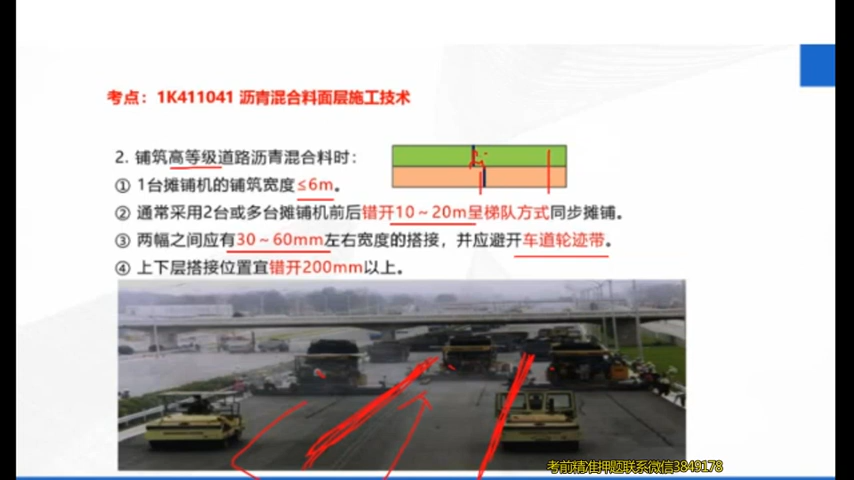 考点：1K411041 沥青混合料面层施工技术
2. 铺筑高等级道路沥青混合料时：
① 1台摊铺机的铺筑宽度≤6m。
② 通常采用2台或多台摊铺机前后错开10～20m呈梯队方式同步摊铺。
③ 两幅之间应有30～60mm左右宽度的搭接，并应避开车道轮迹带。
④ 上下层搭接位置宜错开200mm以上。
考前精准押题联系微信3849178